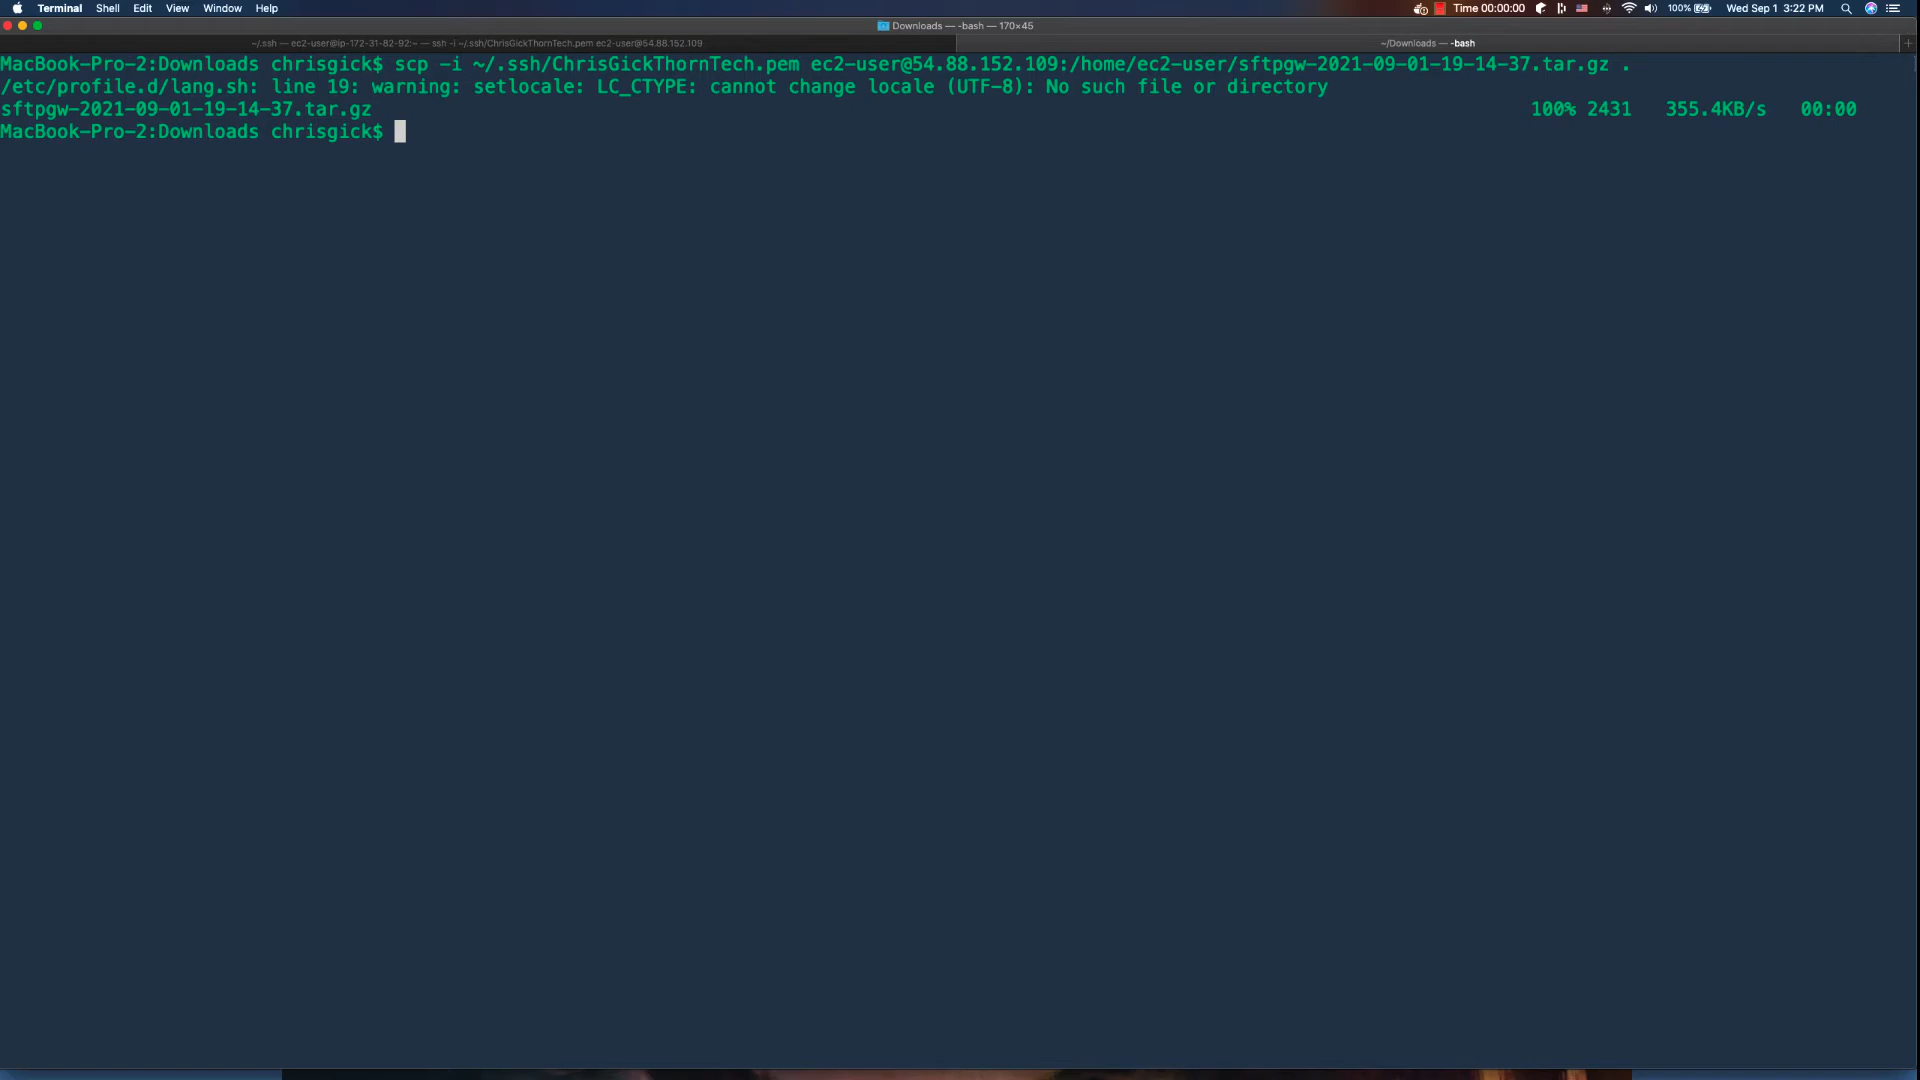 Terminal Shell Edit View Window Help Time 00:00:00 100% Wed Sep 1 3:22 PM
Downloads — -bash — 170×45
~/.ssh — ec2-user@ip-172-31-82-92:~ — ssh -i ~/.ssh/ChrisGickThornTech.pem ec2-user@54.88.152.109 ~/Downloads — -bash
MacBook-Pro-2:Downloads chrisgick$ scp -i ~/.ssh/ChrisGickThornTech.pem ec2-user@54.88.152.109:/home/ec2-user/sftpgw-2021-09-01-19-14-37.tar.gz .
/etc/profile.d/lang.sh: line 19: warning: setlocale: LC_CTYPE: cannot change locale (UTF-8): No such file or directory
sftpgw-2021-09-01-19-14-37.tar.gz 100% 2431 355.4KB/s 00:00
MacBook-Pro-2:Downloads chrisgick$